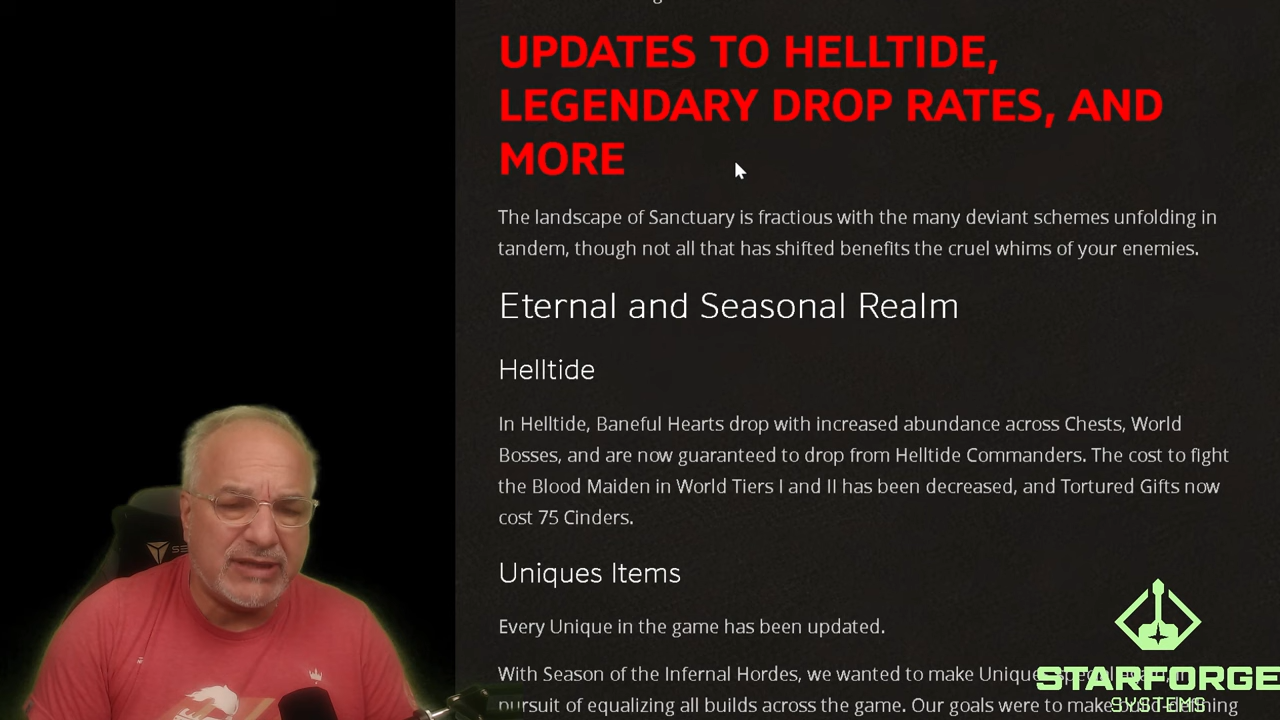 UPDATES TO HELLTIDE,
LEGENDARY DROP RATES, AND
MORE
The landscape of Sanctuary is fractious with the many deviant schemes unfolding in
tandem, though not all that has shifted benefits the cruel whims of your enemies.
Eternal and Seasonal Realm
Helltide
In Helltide, Baneful Hearts drop with increased abundance across Chests, World
Bosses, and are now guaranteed to drop from Helltide Commanders. The cost to fight
the Blood Maiden in World Tiers I and II has been decreased, and Tortured Gifts now
cost 75 Cinders.
Uniques Items
Every Unique in the game has been updated.
With Season of the Infernal Hordes, we wanted to make
pursuit of equalizing all builds across the game. Our goals were to make build-defining
STARFORGE
SYSTEMS